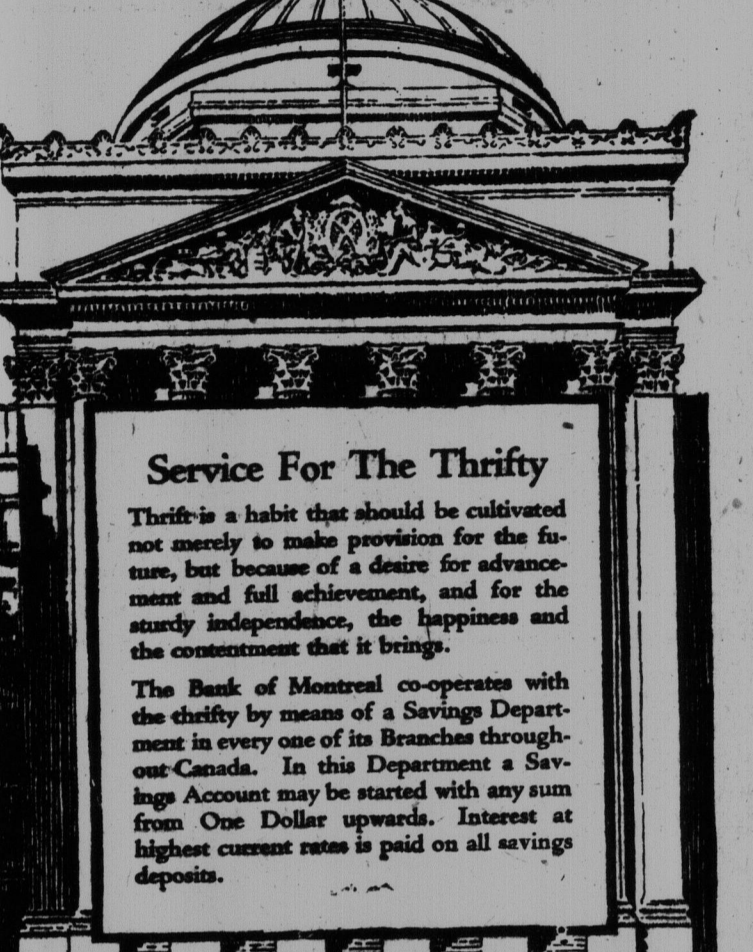 Service For The Thrifty
Thrift is a habit that should be cultivated
not merely to make provision for the fu-
ture, but because of a desire for advance-
ment and full achievement, and for the
sturdy independence, the happiness and
the contentment that it brings.
The Bank of Montreal co-operates with
the thrifty by means of a Savings Depart-
ment in every one of its Branches through-
out Canada. In this Department a Sav-
ings Account may be started with any sum
from One Dollar upwards. Interest at
highest current rates is paid on all savings
deposits.